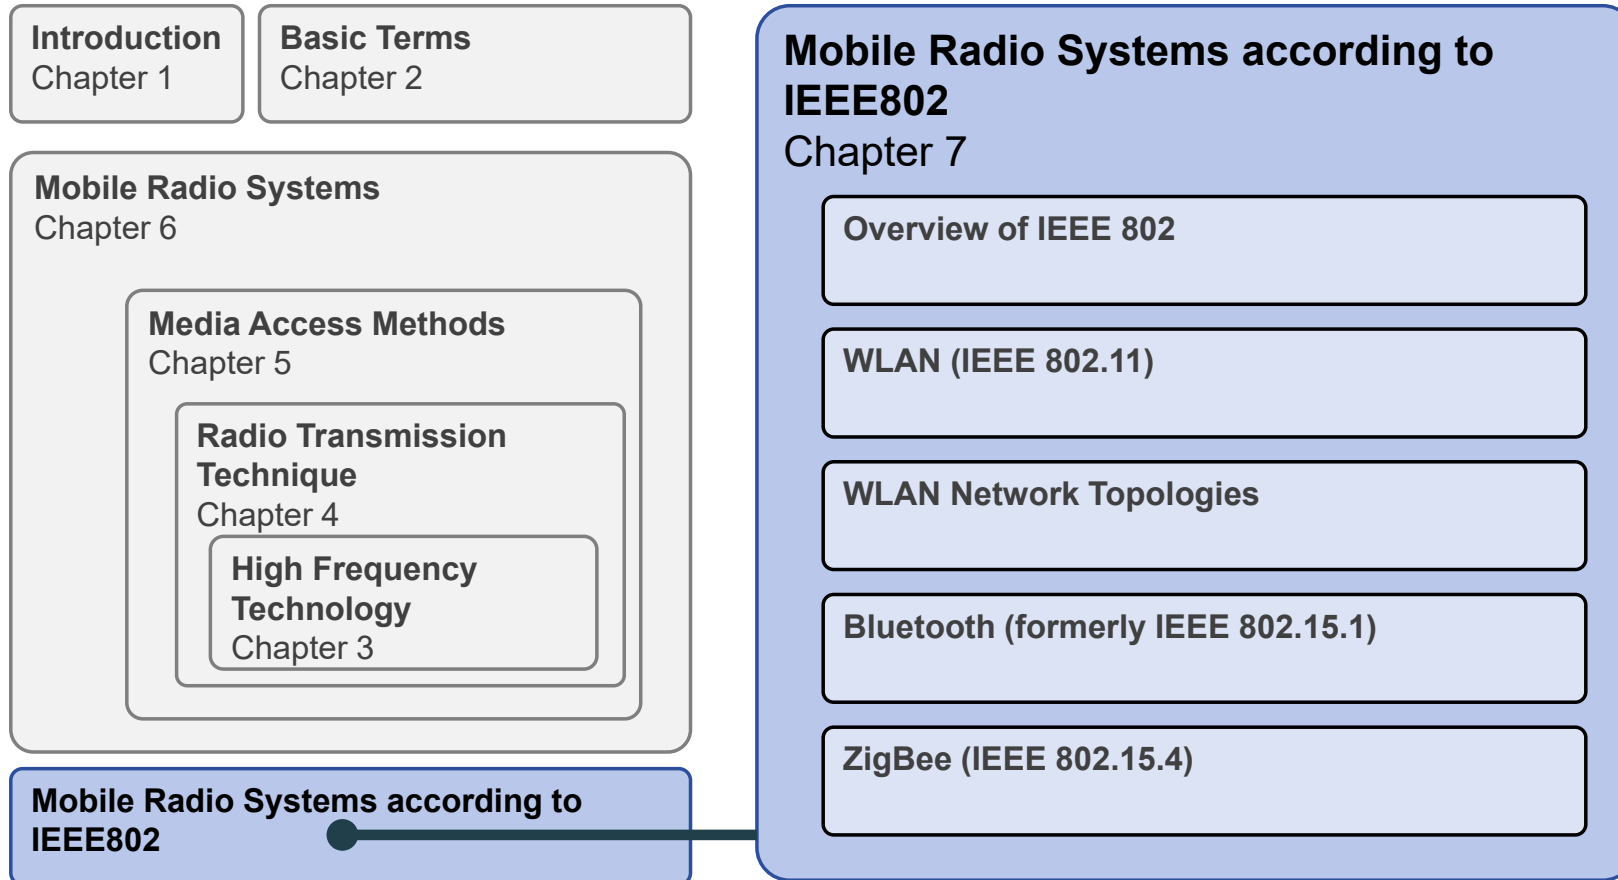 Introduction
Chapter 1
Basic Terms
Chapter 2
Mobile Radio Systems
Chapter 6
Media Access Methods
Chapter 5
Radio Transmission
Technique
Chapter 4
High Frequency
Technology
Chapter 3
Mobile Radio Systems according to
IEEE802
Mobile Radio Systems according to
IEEE802
Chapter 7
Overview of IEEE 802
WLAN (IEEE 802.11)
WLAN Network Topologies
Bluetooth (formerly IEEE 802.15.1)
ZigBee (IEEE 802.15.4)